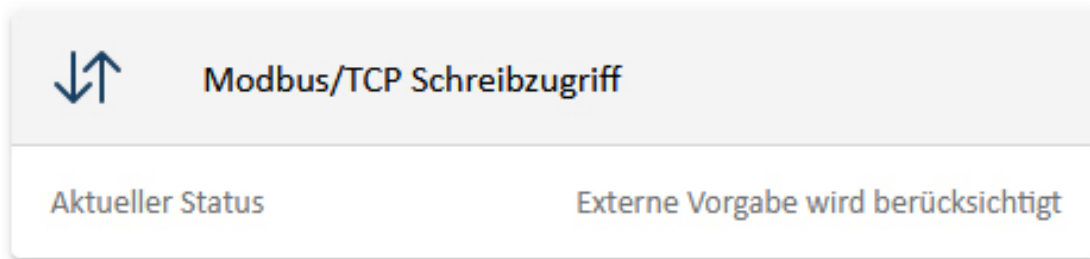 Modbus/TCP Schreibzugriff
Aktueller Status Externe Vorgabe wird berücksichtigt